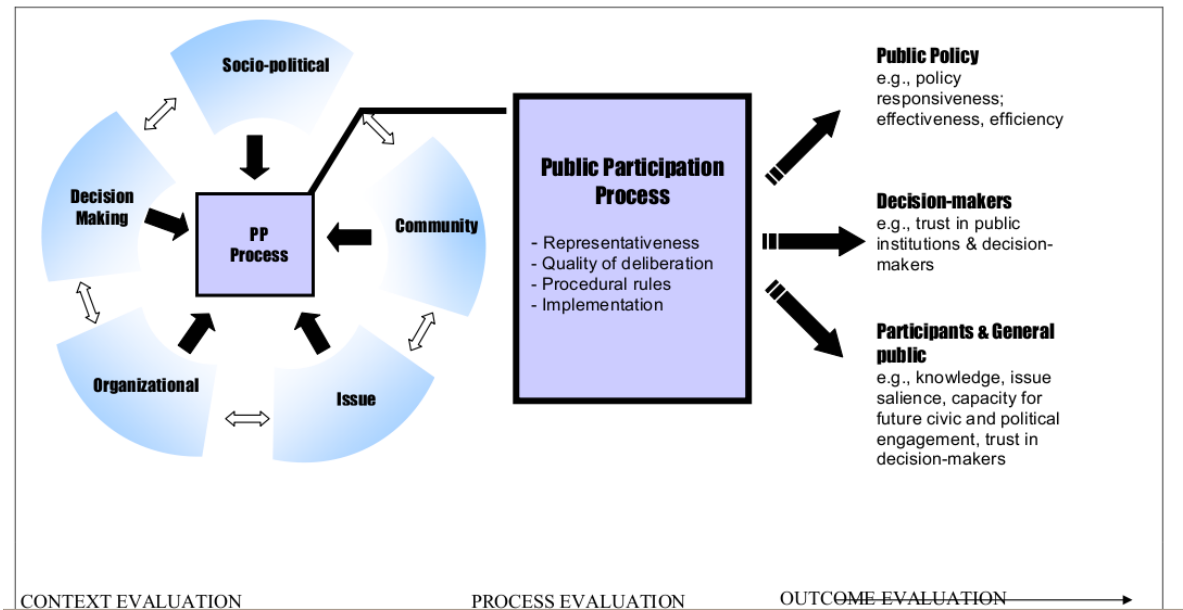 Socio-political
Decision
Making
PP
Process
Community
Organizational
Issue
Public Participation
Process
- Representativeness
- Quality of deliberation
- Procedural rules
- Implementation
Public Policy
e.g., policy
responsiveness;
effectiveness, efficiency
Decision-makers
e.g., trust in public
institutions & decision-
makers
Participants & General
public
e.g., knowledge, issue
salience, capacity for
future civic and political
engagement, trust in
decision-makers
CONTEXT EVALUATION
PROCESS EVALUATION
OUTCOME EVALUATION